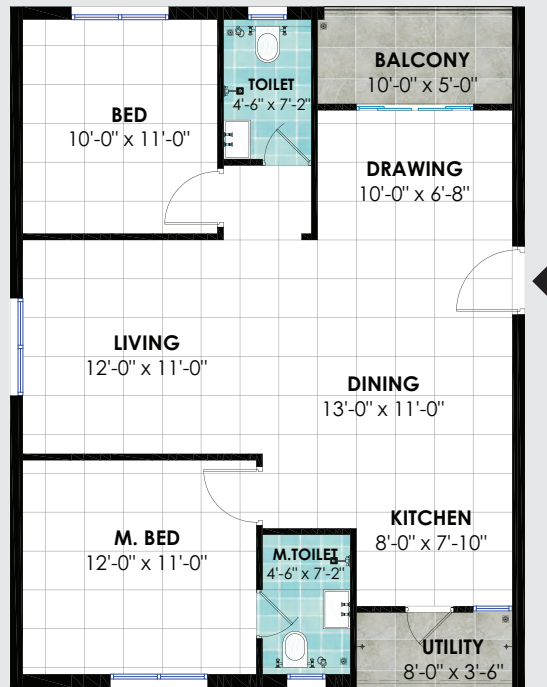 BALCONY
10'-0" x 5'-0"
TOILET
4'-6" x 7'-2"
BED
10'-0" x 11'-0"
DRAWING
10'-0" x 6'-8"
LIVING
12'-0" x 11'-0"
DINING
13'-0" x 11'-0"
KITCHEN
8'-0" x 7'-10"
M. BED
12'-0" x 11'-0"
M.TOILET
4'-6" x 7'-2"
UTILITY
8'-0" x 3'-6"